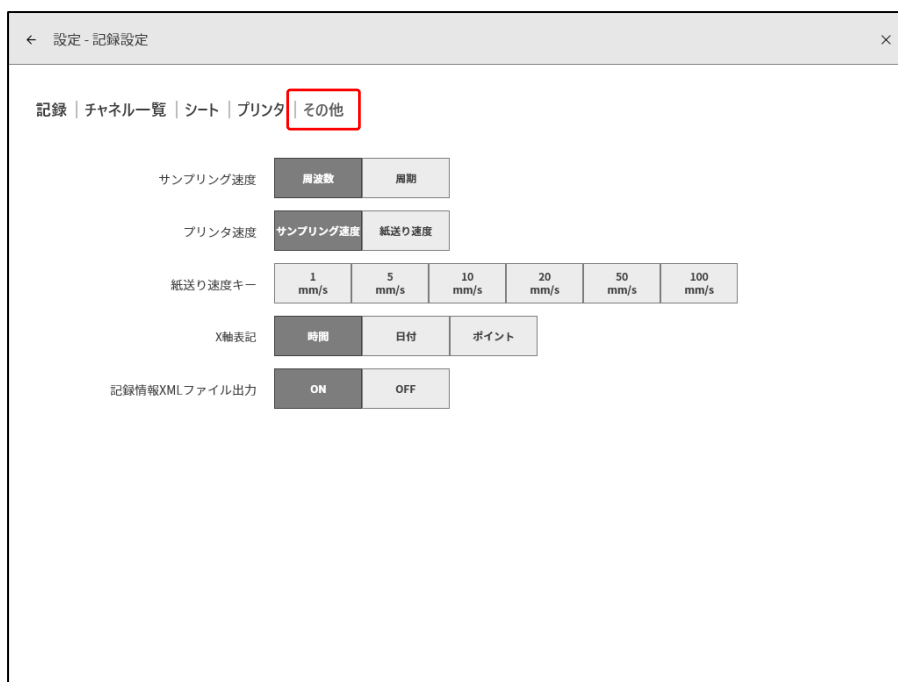 ← 設定 - 記録設定 ×
記録 | チャネル一覧 | シート | プリンタ | その他
サンプリング速度 周波数 周期
プリンタ速度 サンプリング速度 紙送り速度
紙送り速度キー 1 mm/s 5 mm/s 10 mm/s 20 mm/s 50 mm/s 100 mm/s
X軸表記 時間 日付 ポイント
記録情報XMLファイル出力 ON OFF